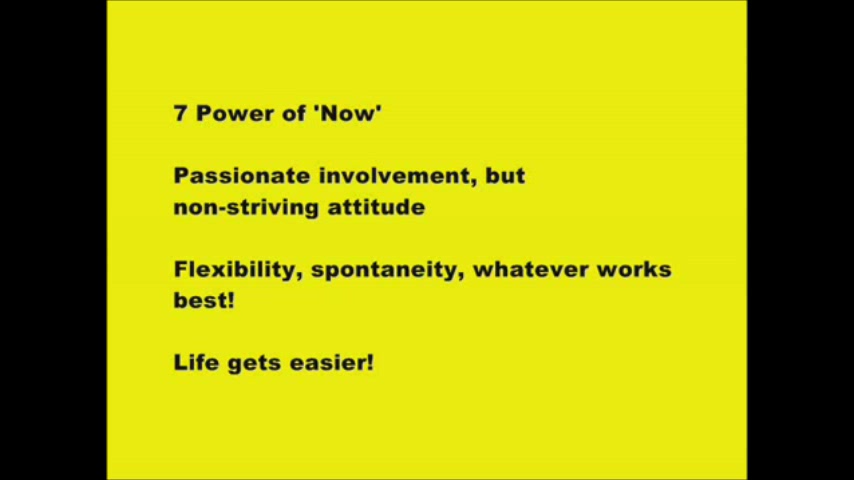 7 Power of 'Now'
Passionate involvement, but
non-striving attitude
Flexibility, spontaneity, whatever works
best!
Life gets easier!